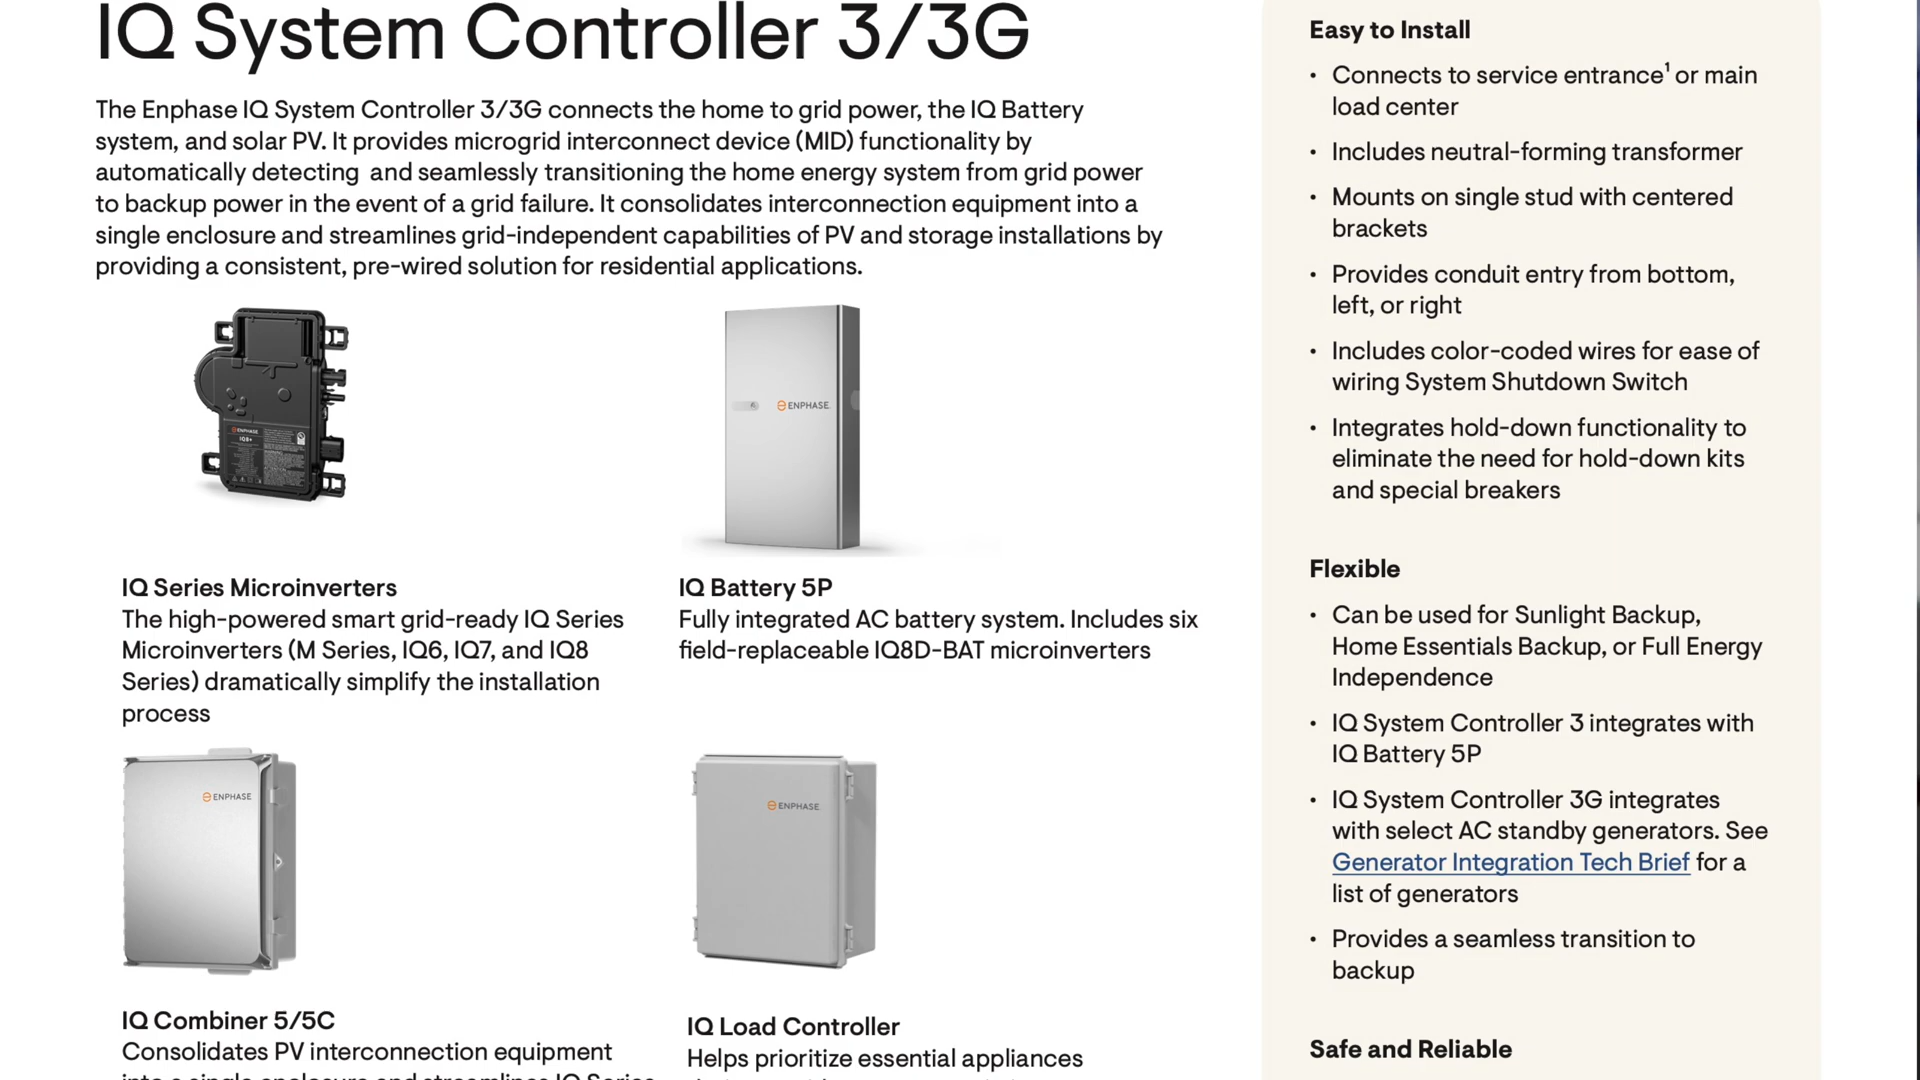 IQ System Controller 3/3G
The Enphase IQ System Controller 3/3G connects the home to grid power, the IQ Battery
system, and solar PV. It provides microgrid interconnect device (MID) functionality by
automatically detecting and seamlessly transitioning the home energy system from grid power
to backup power in the event of a grid failure. It consolidates interconnection equipment into a
single enclosure and streamlines grid-independent capabilities of PV and storage installations by
providing a consistent, pre-wired solution for residential applications.
ENPHASE
IQ8+
ENPHASE
IQ Series Microinverters
The high-powered smart grid-ready IQ Series
Microinverters (M Series, IQ6, IQ7, and IQ8
Series) dramatically simplify the installation
process
IQ Battery 5P
Fully integrated AC battery system. Includes six
field-replaceable IQ8D-BAT microinverters
ENPHASE
ENPHASE
IQ Combiner 5/5C
Consolidates PV interconnection equipment
into a single enclosure and streamlines IQ Series
IQ Load Controller
Helps prioritize essential appliances
Easy to Install
• Connects to service entrance¹ or main
load center
• Includes neutral-forming transformer
• Mounts on single stud with centered
brackets
• Provides conduit entry from bottom,
left, or right
• Includes color-coded wires for ease of
wiring System Shutdown Switch
• Integrates hold-down functionality to
eliminate the need for hold-down kits
and special breakers
Flexible
• Can be used for Sunlight Backup,
Home Essentials Backup, or Full Energy
Independence
• IQ System Controller 3 integrates with
IQ Battery 5P
• IQ System Controller 3G integrates
with select AC standby generators. See
Generator Integration Tech Brief for a
list of generators
• Provides a seamless transition to
backup
Safe and Reliable